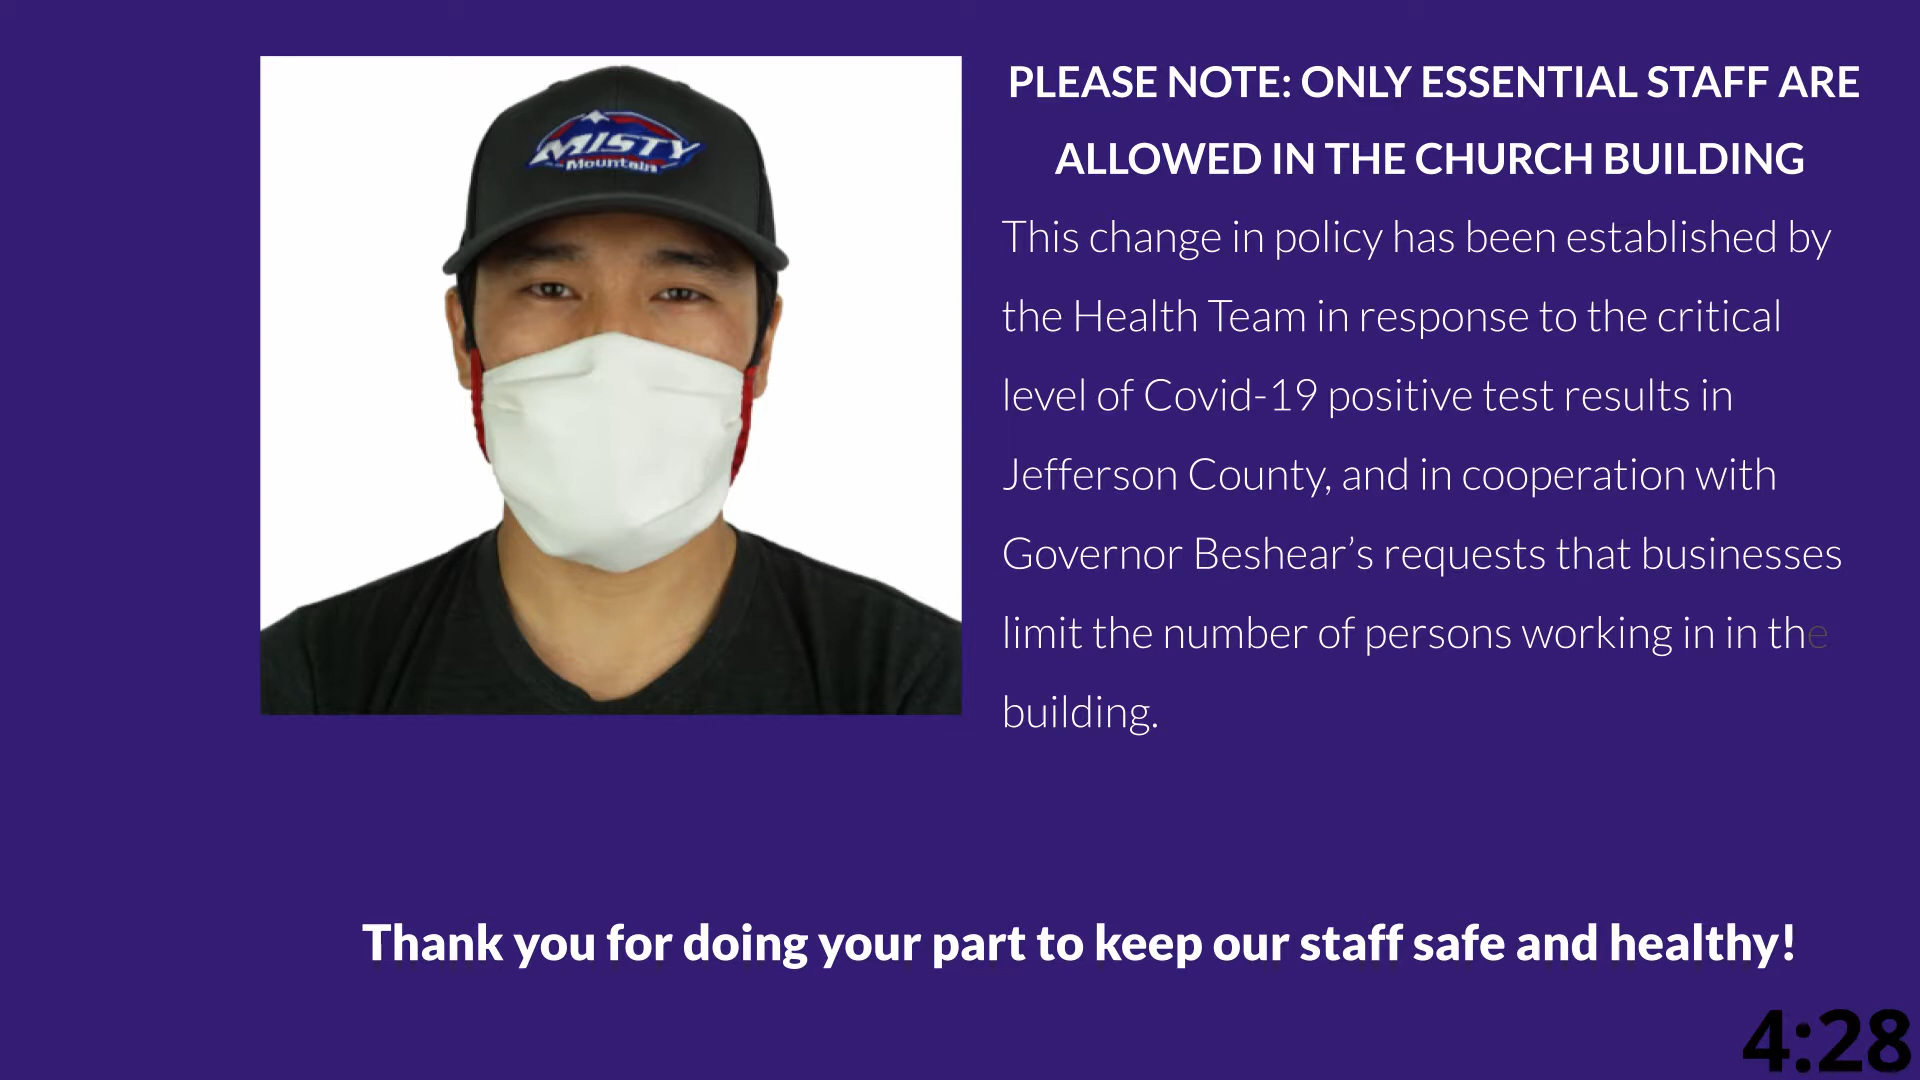 MISTY
Mountain
PLEASE NOTE: ONLY ESSENTIAL STAFF ARE
ALLOWED IN THE CHURCH BUILDING
This change in policy has been established by
the Health Team in response to the critical
level of Covid-19 positive test results in
Jefferson County, and in cooperation with
Governor Beshear’s requests that businesses
limit the number of persons working in in the
building.
Thank you for doing your part to keep our staff safe and healthy!
4:28